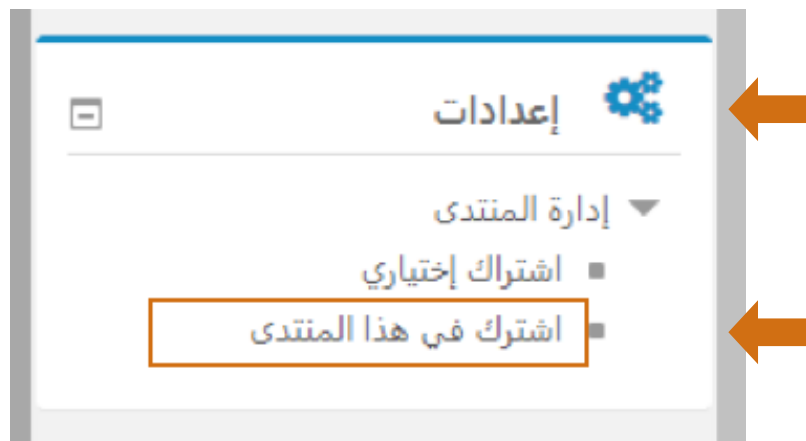 إعدادات
إدارة المنتدى
اشتراك إختياري
اشترك في هذا المنتدى